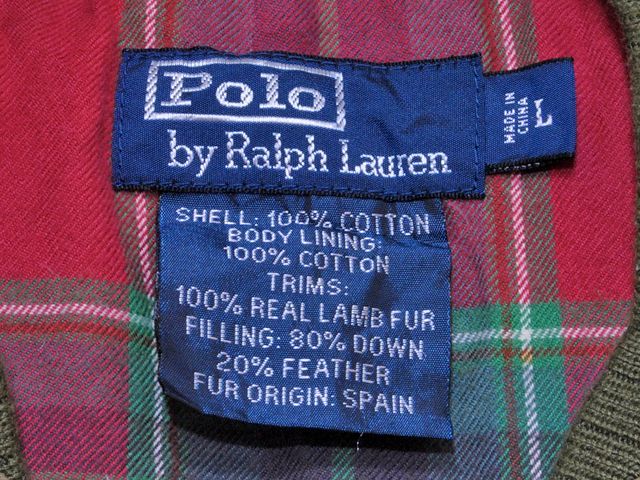 Polo
by Ralph Lauren
MADE IN
CHINA
L
SHELL: 100% COTTON
BODY LINING:
100% COTTON
TRIMS:
100% REAL LAMB FUR
FILLING: 80% DOWN
20% FEATHER
FUR ORIGIN: SPAIN